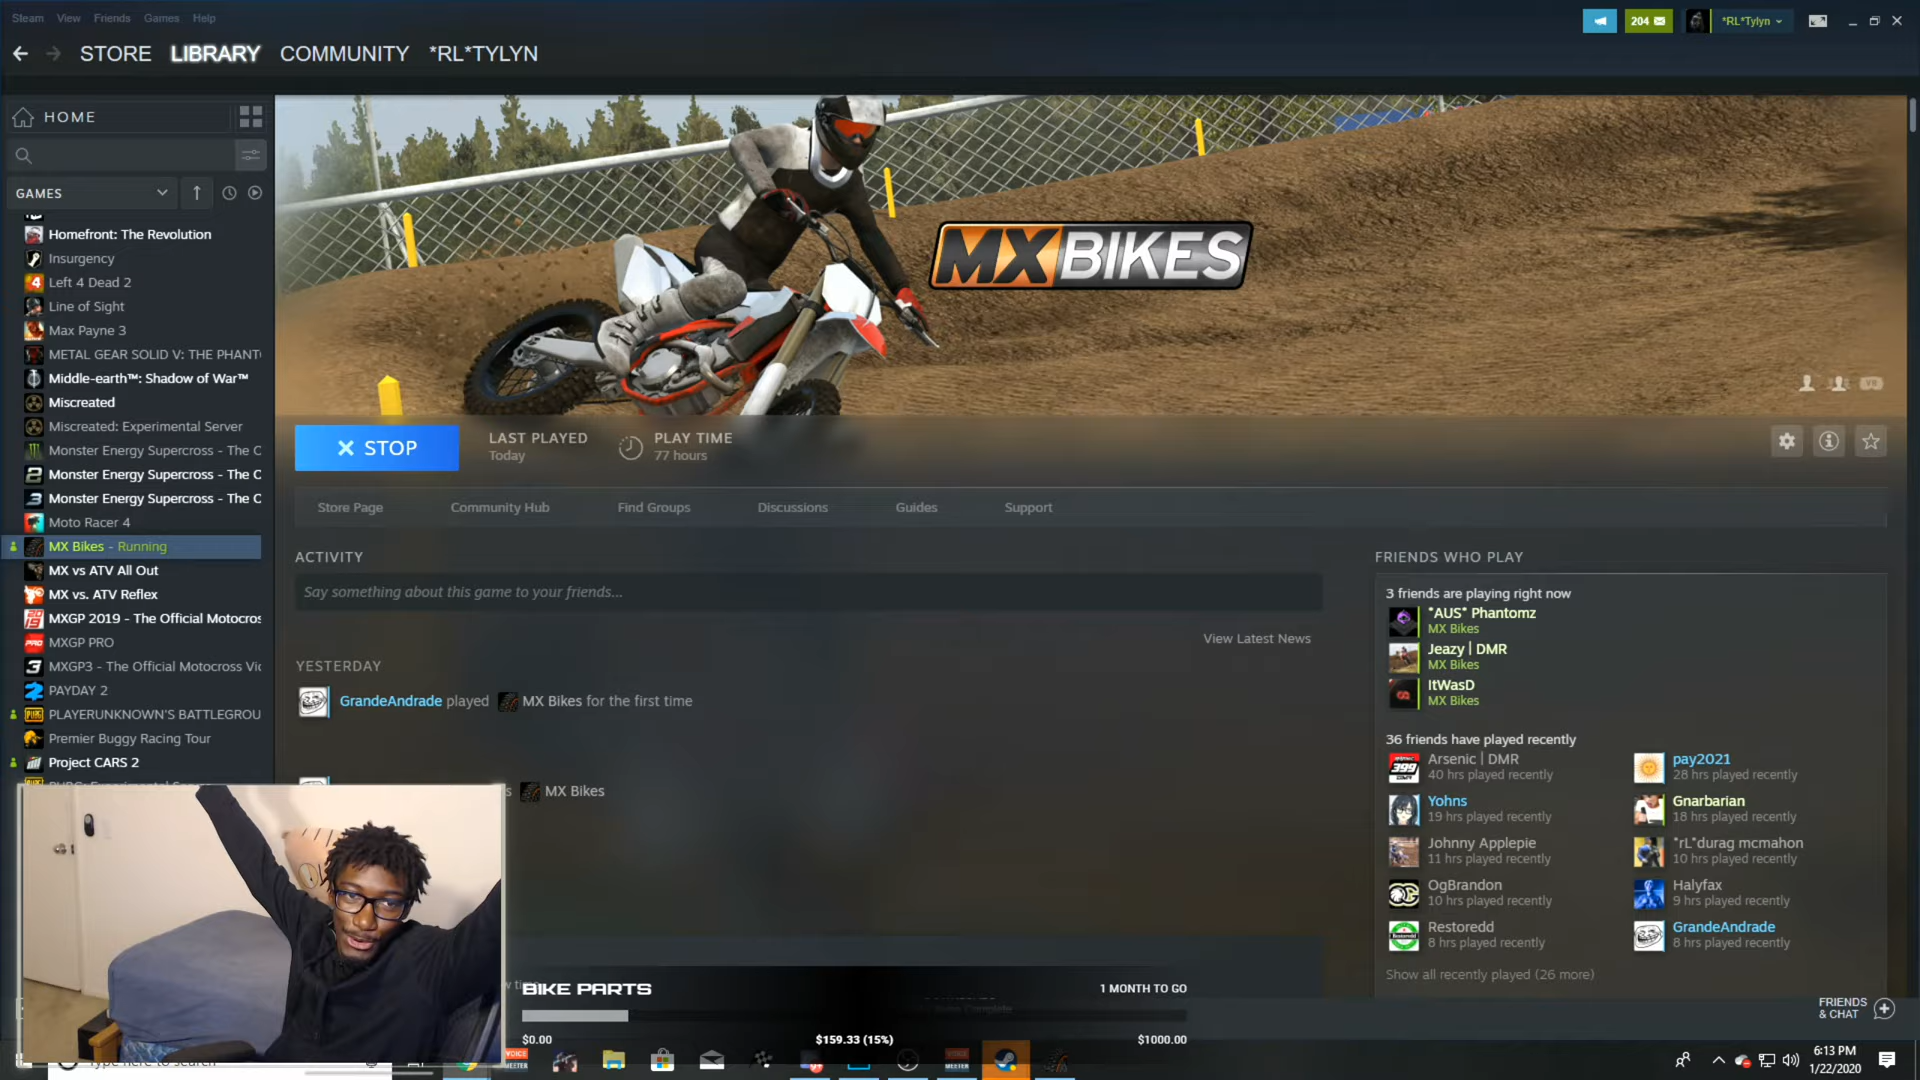 Steam View Friends Games Help
204
*RL*Tylyn
STORE LIBRARY COMMUNITY *RL*TYLYN
HOME
GAMES
Homefront: The Revolution
Insurgency
Left 4 Dead 2
Line of Sight
Max Payne 3
METAL GEAR SOLID V: THE PHANT
Middle-earth™: Shadow of War™
Miscreated
Miscreated: Experimental Server
Monster Energy Supercross - The O
Monster Energy Supercross - The O
Monster Energy Supercross - The O
Moto Racer 4
MX Bikes - Running
MX vs ATV All Out
MX vs. ATV Reflex
MXGP 2019 - The Official Motocros
MXGP PRO
MXGP3 - The Official Motocross Vic
PAYDAY 2
PLAYERUNKNOWN'S BATTLEGROU
Premier Buggy Racing Tour
Project CARS 2
MXBIKES
STOP
LAST PLAYED
Today
PLAY TIME
77 hours
Store Page Community Hub Find Groups Discussions Guides Support
ACTIVITY
Say something about this game to your friends...
View Latest News
YESTERDAY
GrandeAndrade played MX Bikes for the first time
MX Bikes
FRIENDS WHO PLAY
3 friends are playing right now
*AUS* Phantomz
MX Bikes
Jeazy | DMR
MX Bikes
ItWasD
MX Bikes
36 friends have played recently
Arsenic | DMR
40 hrs played recently
pay2021
28 hrs played recently
Yohns
19 hrs played recently
Gnarbarian
18 hrs played recently
Johnny Applepie
11 hrs played recently
*rL*durag mcmahon
10 hrs played recently
OgBrandon
10 hrs played recently
Halyfax
9 hrs played recently
Restoredd
8 hrs played recently
GrandeAndrade
8 hrs played recently
Show all recently played (26 more)
FRIENDS
& CHAT
BIKE PARTS
1 MONTH TO GO
$0.00
$159.33 (15%)
$1000.00
6:13 PM
1/22/2020